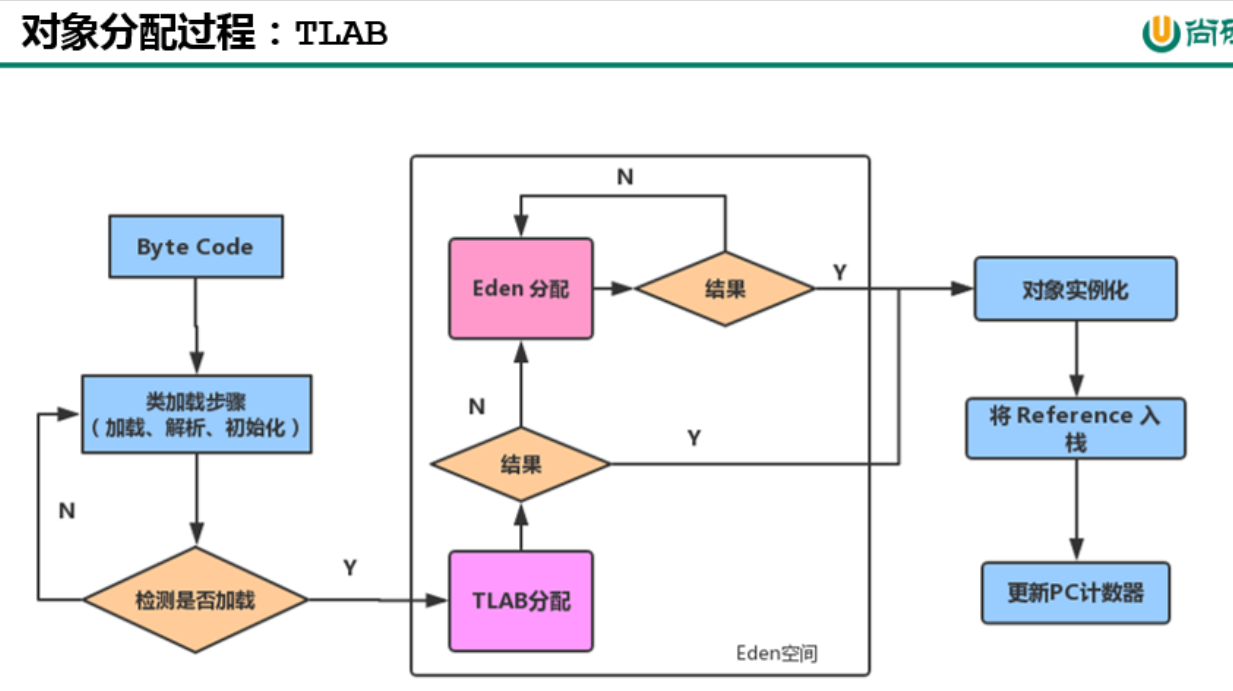 对象分配过程：TLAB
尚
N
Byte Code
Eden 分配
结果
Y
对象实例化
类加载步骤
（加载、解析、初始化）
N
Y
将 Reference 入
栈
结果
N
检测是否加载
Y
TLAB分配
更新PC计数器
Eden空间